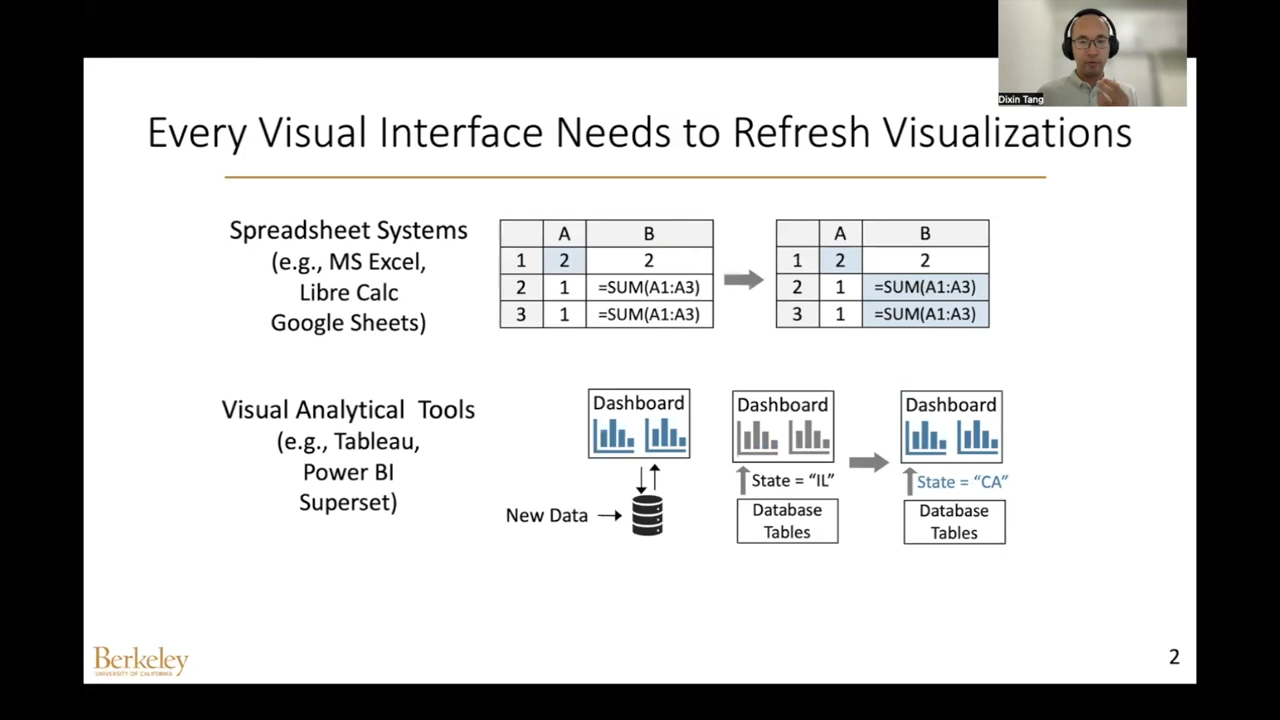 Dixin Tang
Every Visual Interface Needs to Refresh Visualizations
Spreadsheet Systems
(e.g., MS Excel,
Libre Calc
Google Sheets)
A B
1 2 2
2 1 =SUM(A1:A3)
3 1 =SUM(A1:A3)
A B
1 2 2
2 1 =SUM(A1:A3)
3 1 =SUM(A1:A3)
Visual Analytical Tools
(e.g., Tableau,
Power BI
Superset)
Dashboard
New Data
Dashboard
State = “IL”
Database
Tables
Dashboard
State = “CA”
Database
Tables
Berkeley
UNIVERSITY OF CALIFORNIA
2